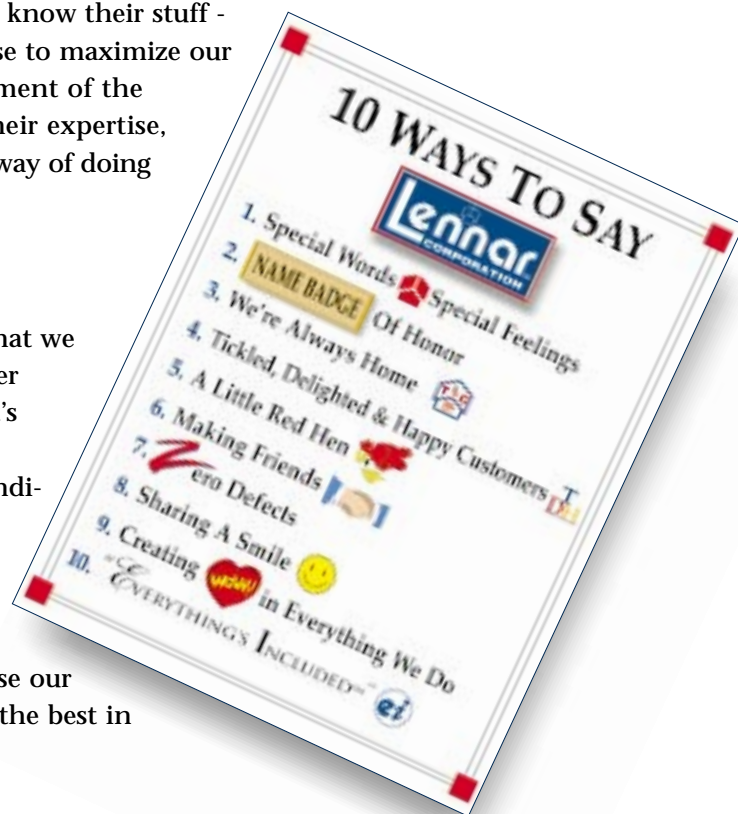 know their stuff -
se to maximize our
ment of the
heir expertise,
way of doing
hat we
er
's
ndi-
se our
the best in
10 WAYS TO SAY
Lennar
CORPORATION
1. Special Words Special Feelings
2. NAME BADGE Of Honor
3. We're Always Home
4. Tickled, Delighted & Happy Customers TDH
5. A Little Red Hen
6. Making Friends
7. Zero Defects
8. Sharing A Smile
9. Creating WOW! in Everything We Do
10. "EVERYTHING'S INCLUDED" ei